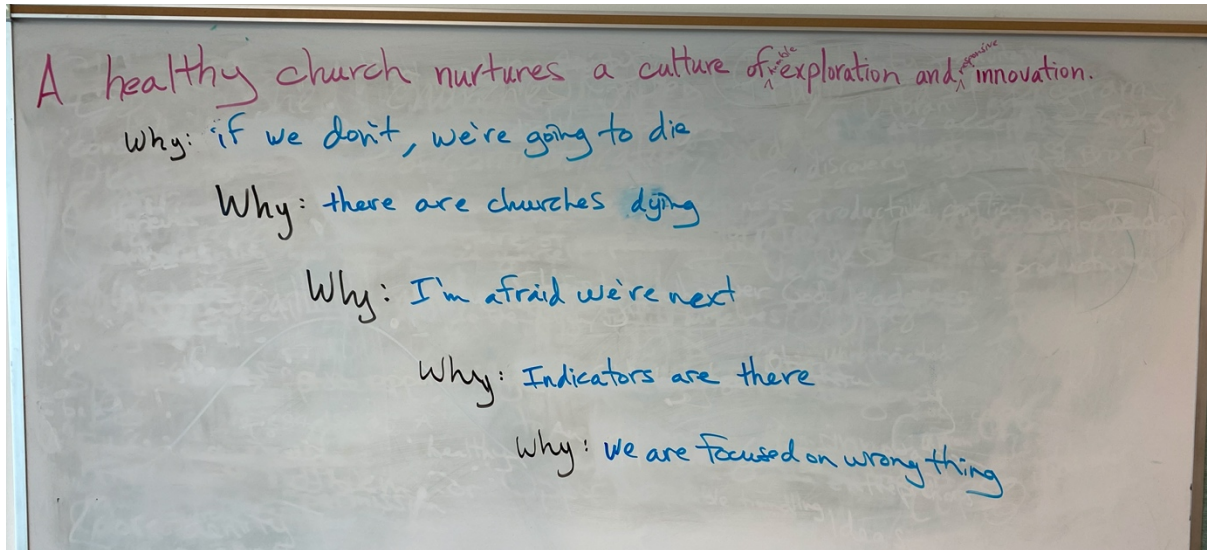 A healthy church nurtures a culture of exploration and innovation.
Why: if we don't, we're going to die
Why: there are churches dying
Why: I'm afraid we're next
Why: Indicators are there
Why: we are focused on wrong thing